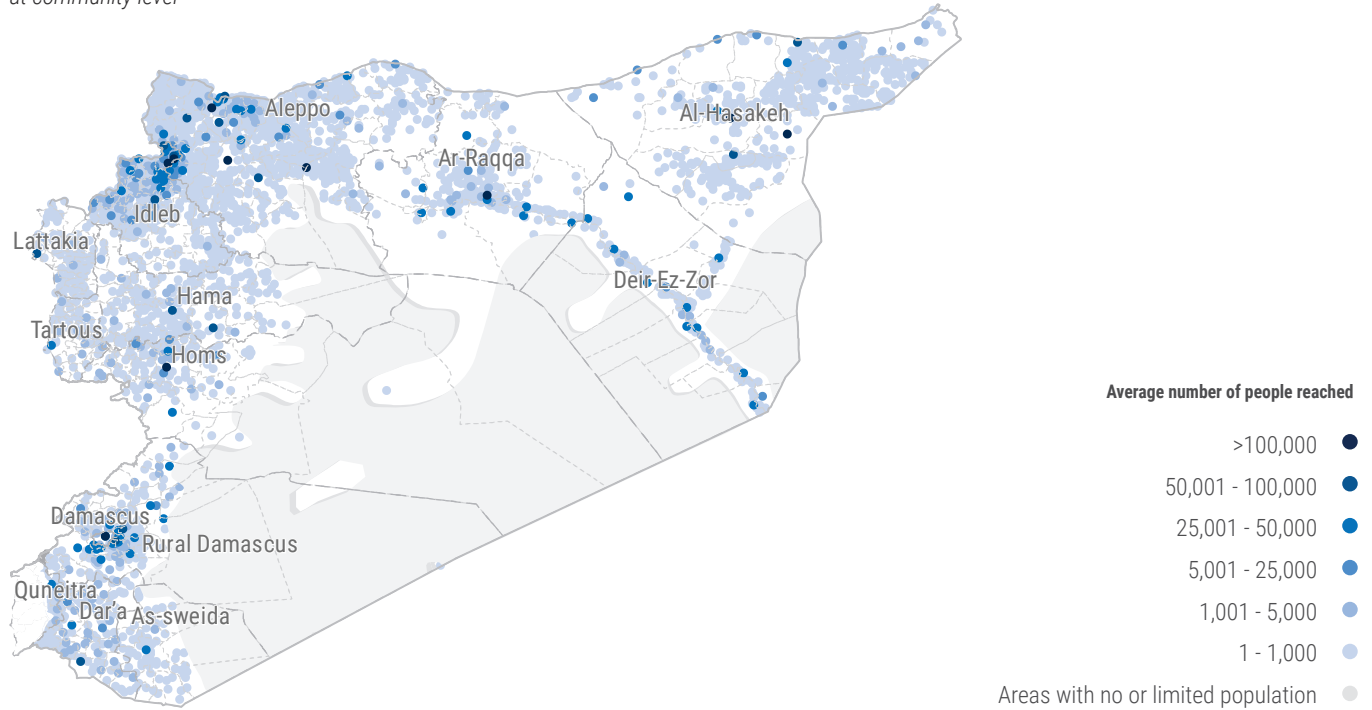 at community level
Aleppo
Al-Hasakeh
Ar-Raqqa
Idleb
Lattakia
Deir-Ez-Zor
Hama
Tartous
Homs
Damascus
Rural Damascus
Quneitra
Dar'a
As-sweida
Average number of people reached
>100,000
50,001 - 100,000
25,001 - 50,000
5,001 - 25,000
1,001 - 5,000
1 - 1,000
Areas with no or limited population